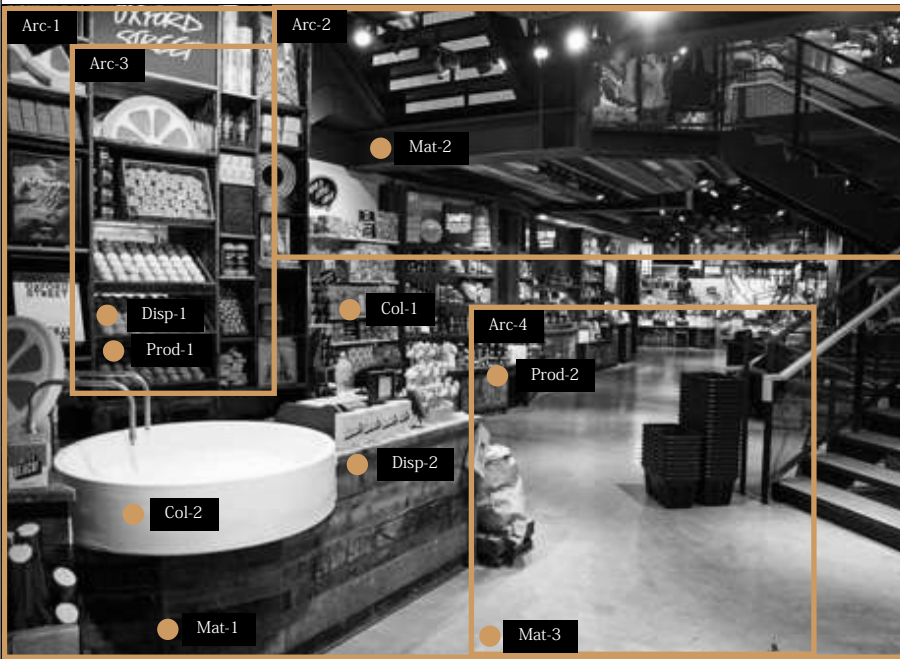 OXFORD
STREET
Arc-1
Arc-2
Arc-3
Mat-2
Disp-1
Col-1
Prod-1
Arc-4
Prod-2
Disp-2
Col-2
Mat-1
Mat-3
OXFORD